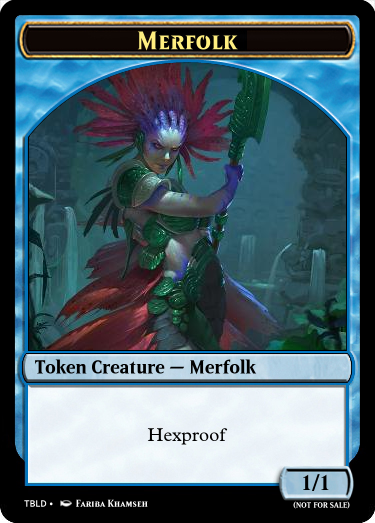 Merfolk
Token Creature — Merfolk
Hexproof
1/1
TBLD • Fariba Khamseh
(NOT FOR SALE)